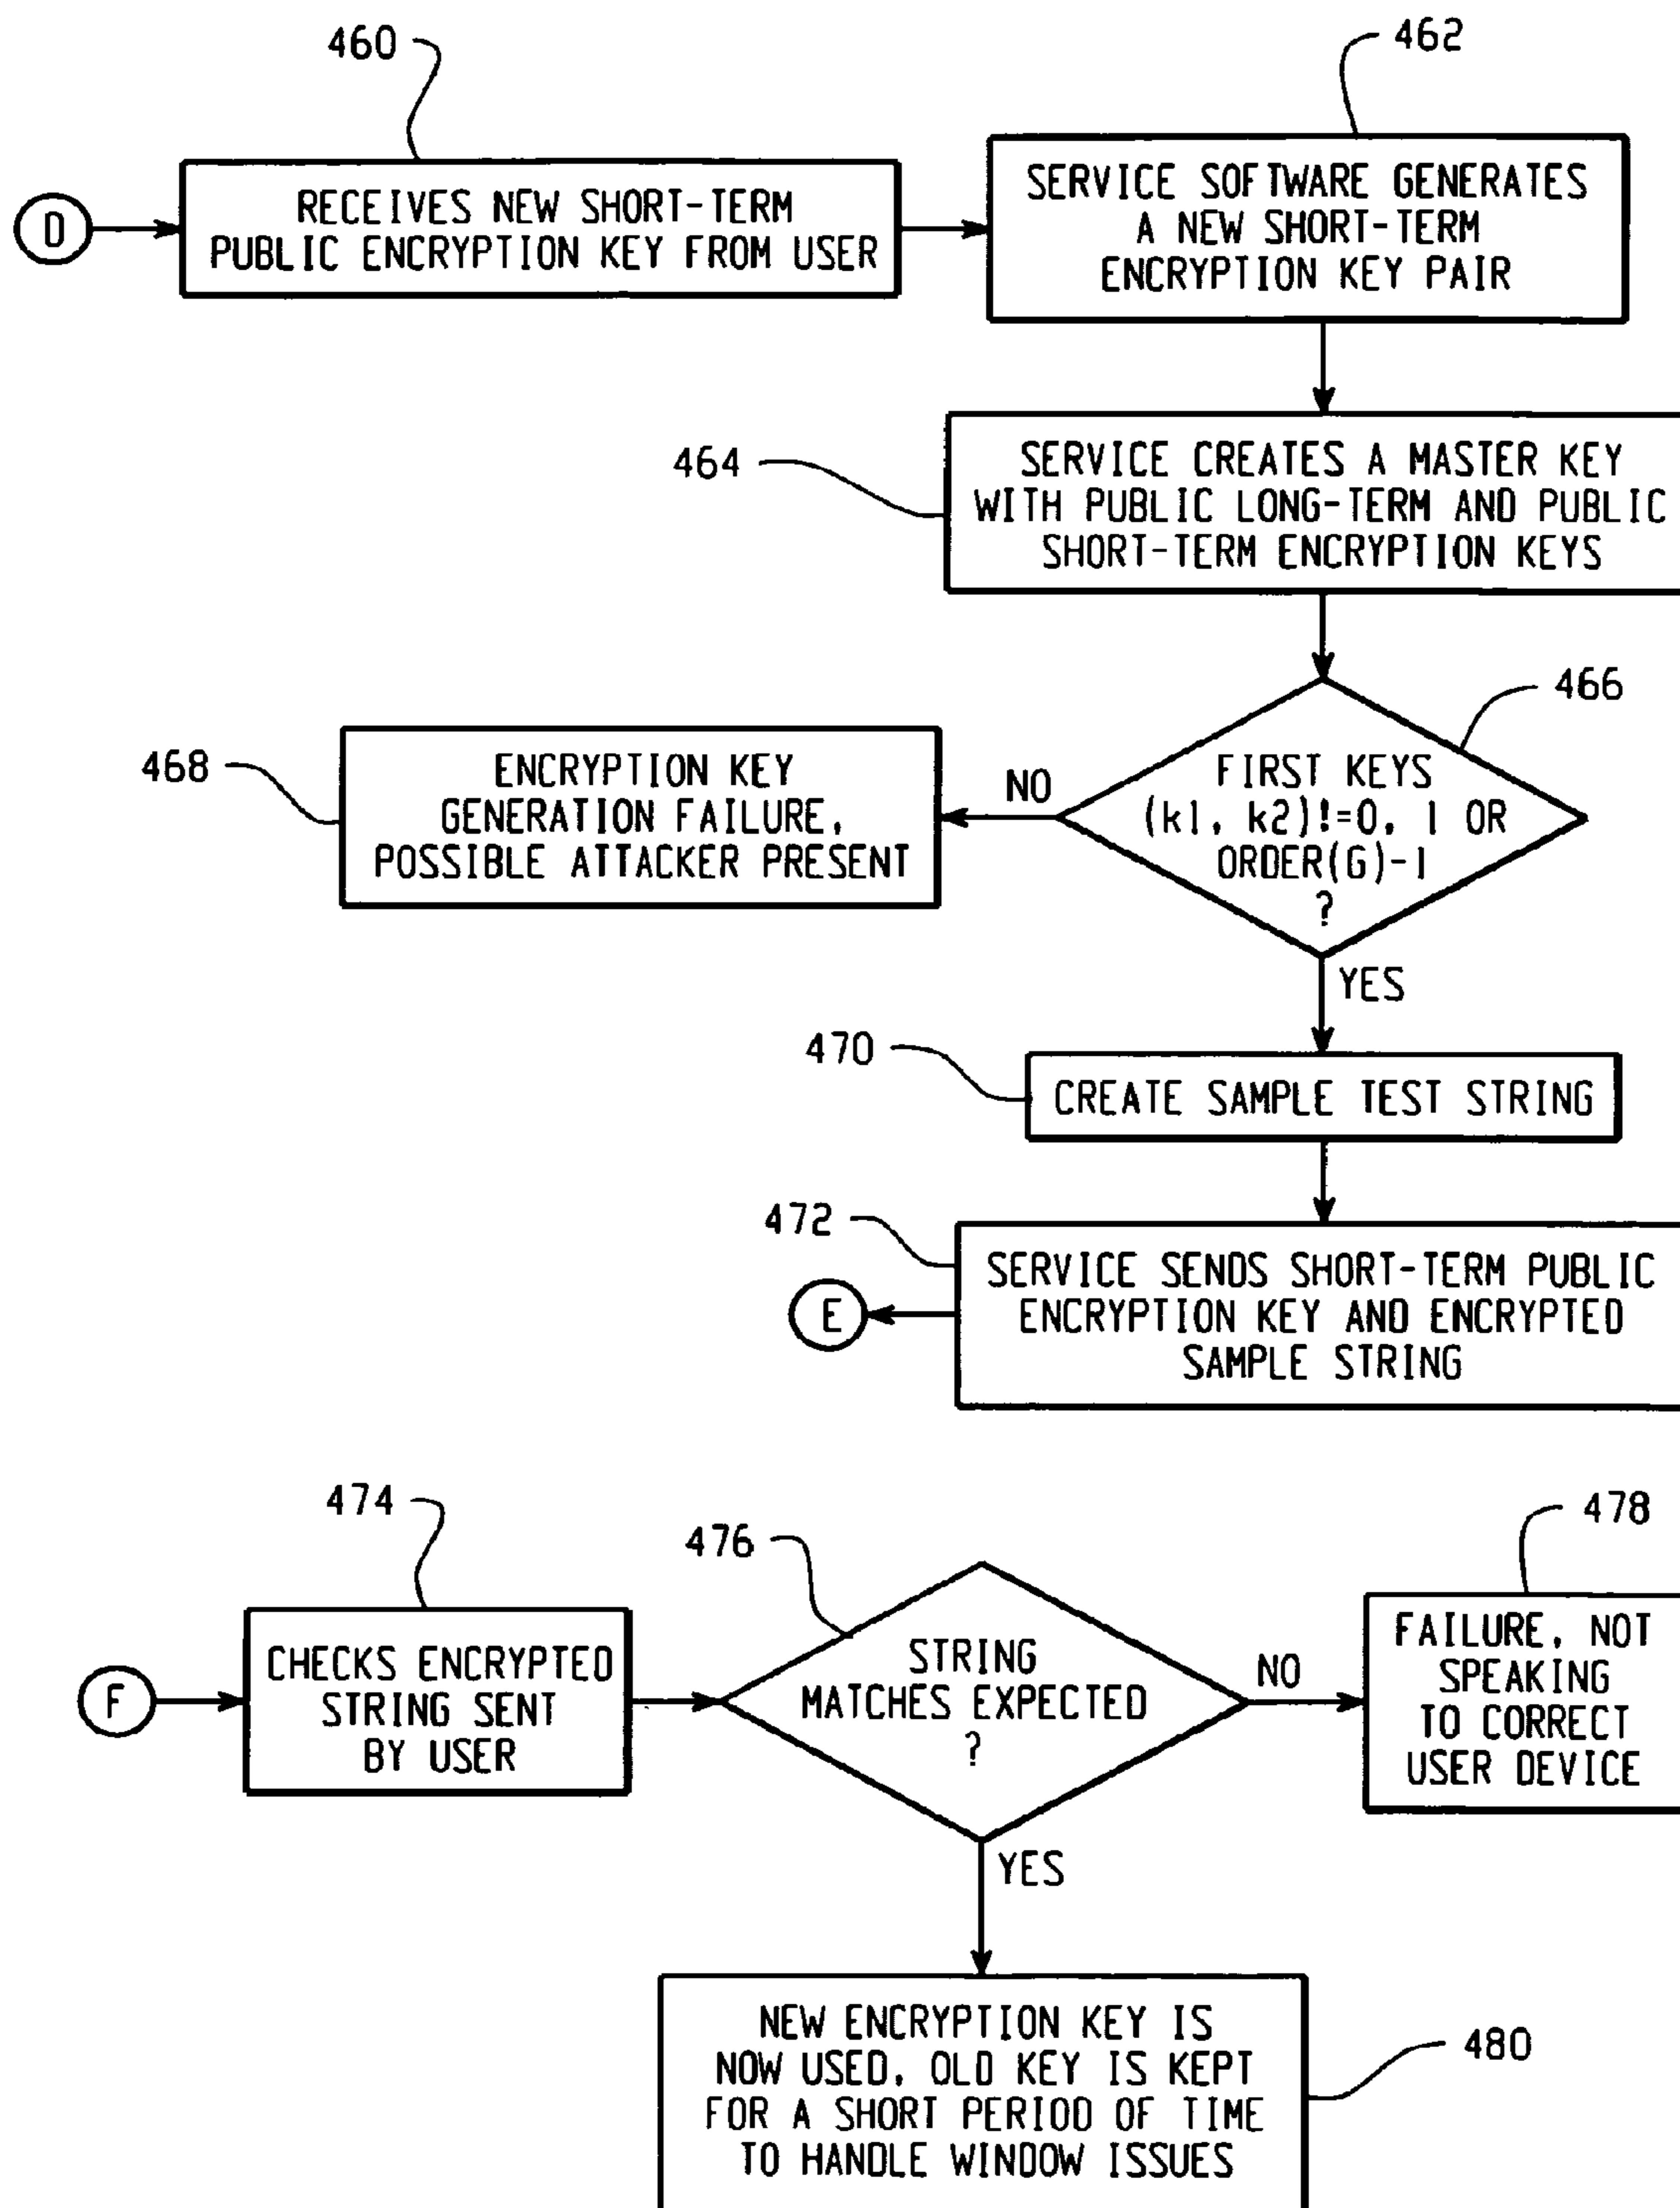 460
462
D
RECEIVES NEW SHORT-TERM
PUBLIC ENCRYPTION KEY FROM USER
SERVICE SOFTWARE GENERATES
A NEW SHORT-TERM
ENCRYPTION KEY PAIR
464
SERVICE CREATES A MASTER KEY
WITH PUBLIC LONG-TERM AND PUBLIC
SHORT-TERM ENCRYPTION KEYS
466
FIRST KEYS
(k1, k2)!=0, 1 OR
ORDER(G)-1
?
NO
468
ENCRYPTION KEY
GENERATION FAILURE,
POSSIBLE ATTACKER PRESENT
YES
470
CREATE SAMPLE TEST STRING
472
SERVICE SENDS SHORT-TERM PUBLIC
ENCRYPTION KEY AND ENCRYPTED
SAMPLE STRING
E
474
476
478
F
CHECKS ENCRYPTED
STRING SENT
BY USER
STRING
MATCHES EXPECTED
?
NO
FAILURE, NOT
SPEAKING
TO CORRECT
USER DEVICE
YES
NEW ENCRYPTION KEY IS
NOW USED, OLD KEY IS KEPT
FOR A SHORT PERIOD OF TIME
TO HANDLE WINDOW ISSUES
480